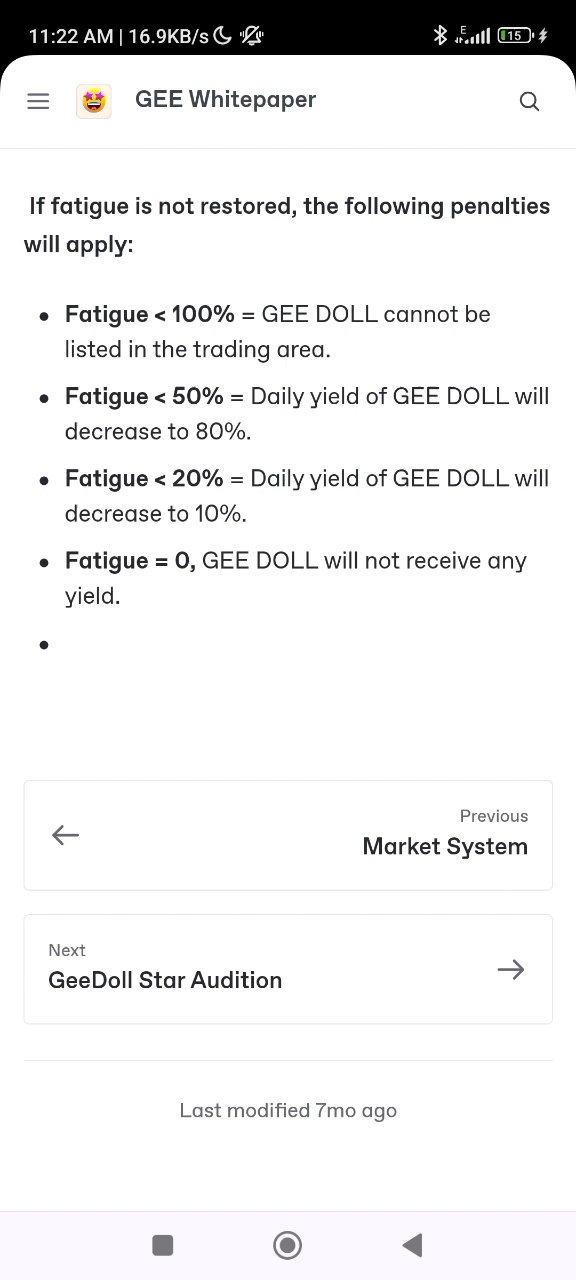 11:22 AM | 16.9KB/s
E
15
GEE Whitepaper
If fatigue is not restored, the following penalties
will apply:
• Fatigue < 100% = GEE DOLL cannot be
listed in the trading area.
• Fatigue < 50% = Daily yield of GEE DOLL will
decrease to 80%.
• Fatigue < 20% = Daily yield of GEE DOLL will
decrease to 10%.
• Fatigue = 0, GEE DOLL will not receive any
yield.
•
Previous
Market System
Next
GeeDoll Star Audition
Last modified 7mo ago